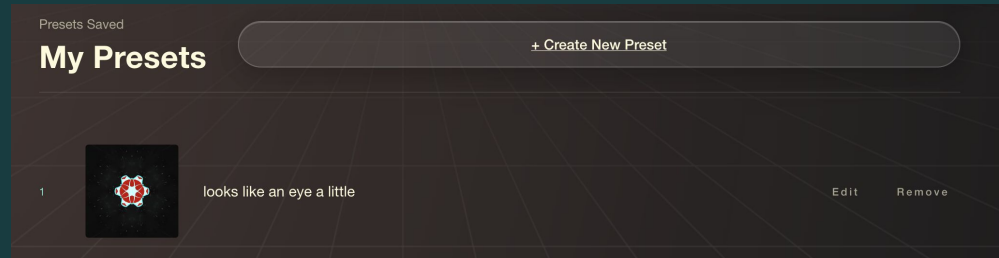 Presets Saved
My Presets
+ Create New Preset
1
looks like an eye a little
Edit
Remove